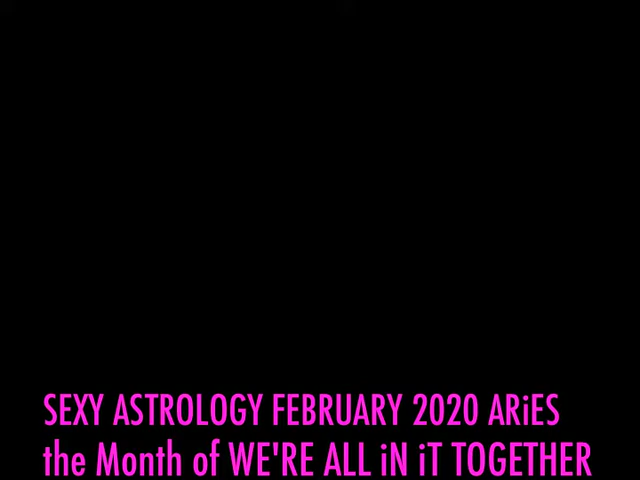 SEXY ASTROLOGY FEBRUARY 2020 ARiES
the Month of WE'RE ALL iN iT TOGETHER